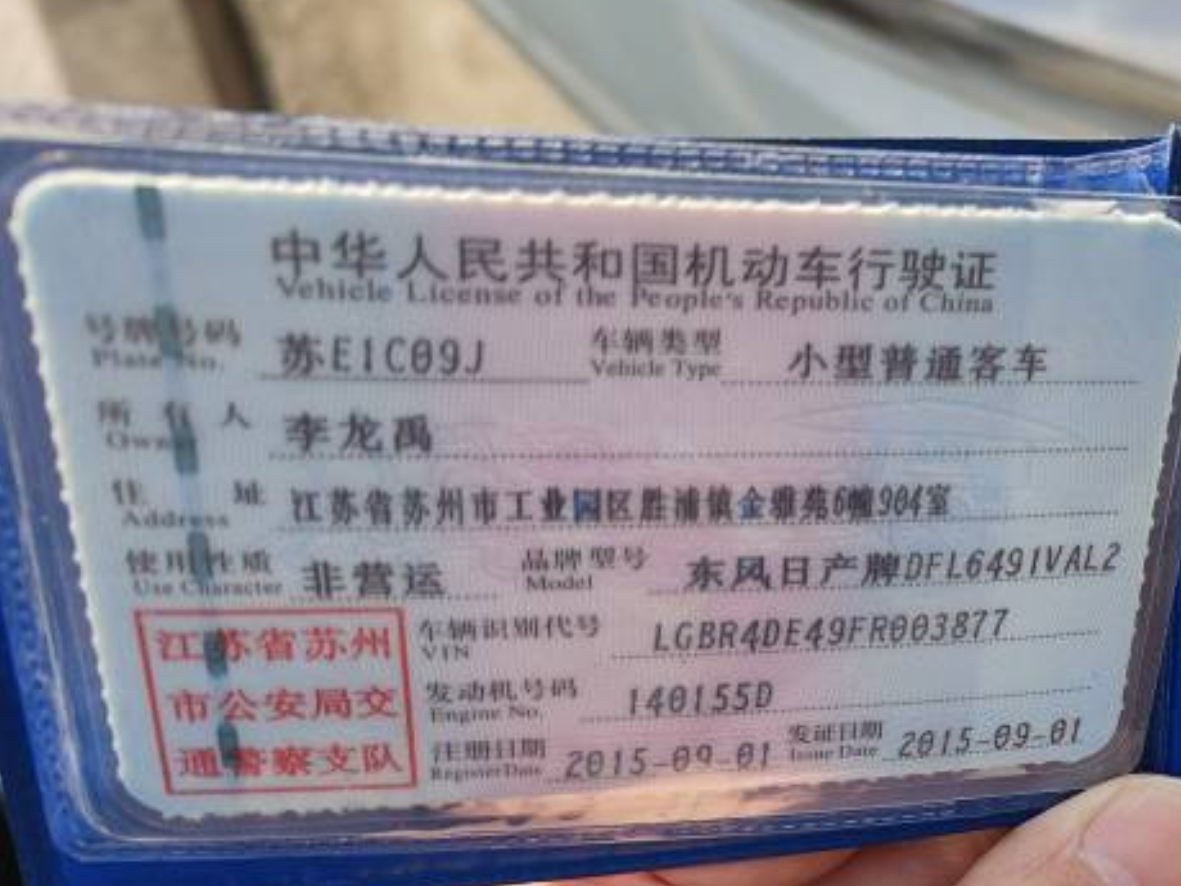 中华人民共和国机动车行驶证
Vehicle License of the People's Republic of China
号牌号码 苏E1C09J 车辆类型 小型普通客车
Plate No. Vehicle Type
所有人 李龙禹
Owner
住址 江苏省苏州市工业园区胜浦镇金雅苑6幢904室
Address
使用性质 非营运 品牌型号 东风日产牌DFL6491VAL2
Use Character Model
江苏省苏州 车辆识别代号 LGBR4DE49FR003877
VIN
市公安局交 发动机号码 140155D
Engine No.
通警察支队 注册日期 2015-09-01 发证日期 2015-09-01
Register Date Issue Date